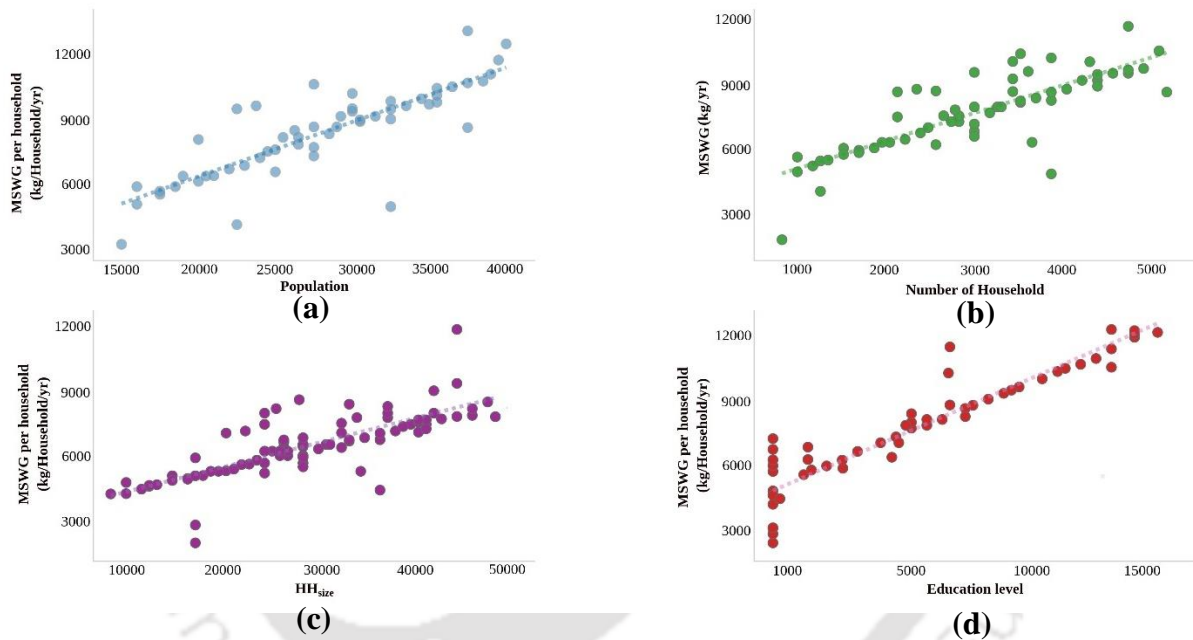 MSWG per household
(kg/Household/yr)
12000
9000
6000
3000
15000 20000 25000 30000 35000 40000
Population
(a)
MSWG (kg/yr)
12000
9000
6000
3000
1000 2000 3000 4000 5000
Number of Household
(b)
MSWG per household
(kg/Household/yr)
12000
9000
6000
3000
10000 20000 30000 40000 50000
HHsize
(c)
MSWG per household
(kg/Household/yr)
12000
9000
6000
3000
1000 5000 10000 15000
Education level
(d)